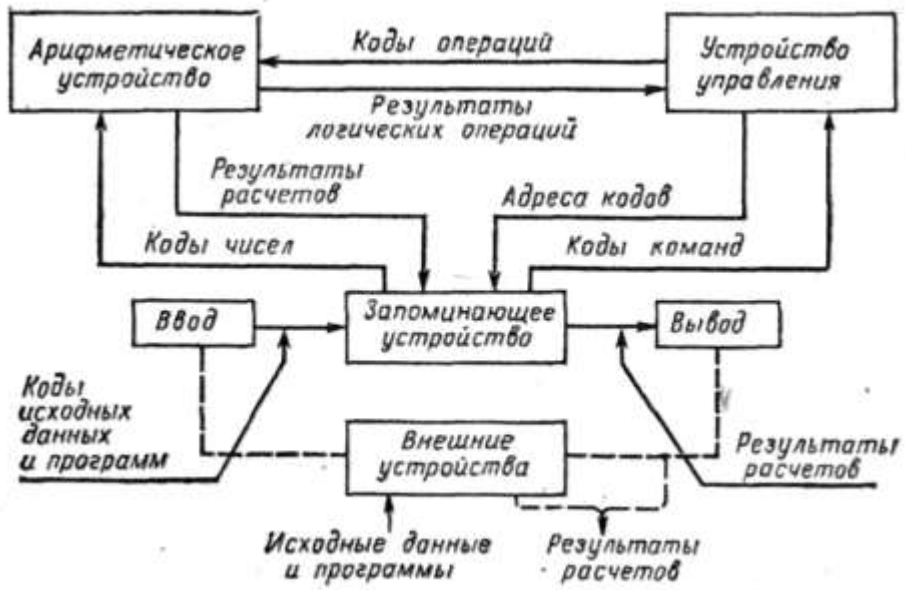 Арифметическое
устройство
Коды операций
Устройство
управления
Результаты
логических операций
Результаты
расчетов
Адреса кодов
Коды чисел
Коды команд
Ввод
Запоминающее
устройство
Вывод
Коды
исходных
данных
и программ
Внешние
устройства
Результаты
расчетов
Исходные данные
и программы
Результаты
расчетов